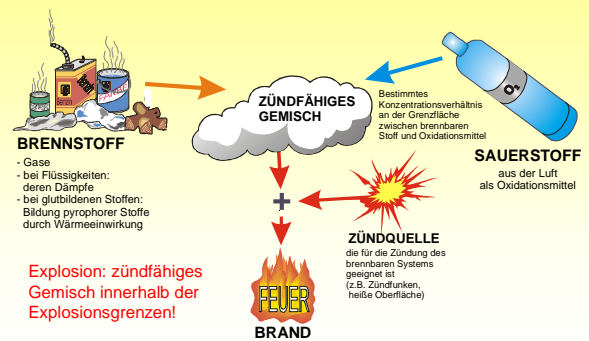 ZÜNDFÄHIGES
GEMISCH
Bestimmtes
Konzentrationsverhältnis
an der Grenzfläche
zwischen brennbaren
Stoff und Oxidationsmittel
BRENNSTOFF
- Gase
- bei Flüssigkeiten:
deren Dämpfe
- bei glutbildenen Stoffen:
Bildung pyrophorer Stoffe
durch Wärmeeinwirkung
SAUERSTOFF
aus der Luft
als Oxidationsmittel
+
ZÜNDQUELLE
die für die Zündung des
brennbaren Systems
geeignet ist
(z.B. Zündfunken,
heiße Oberfläche)
Explosion: zündfähiges
Gemisch innerhalb der
Explosionsgrenzen!
FEUER
BRAND